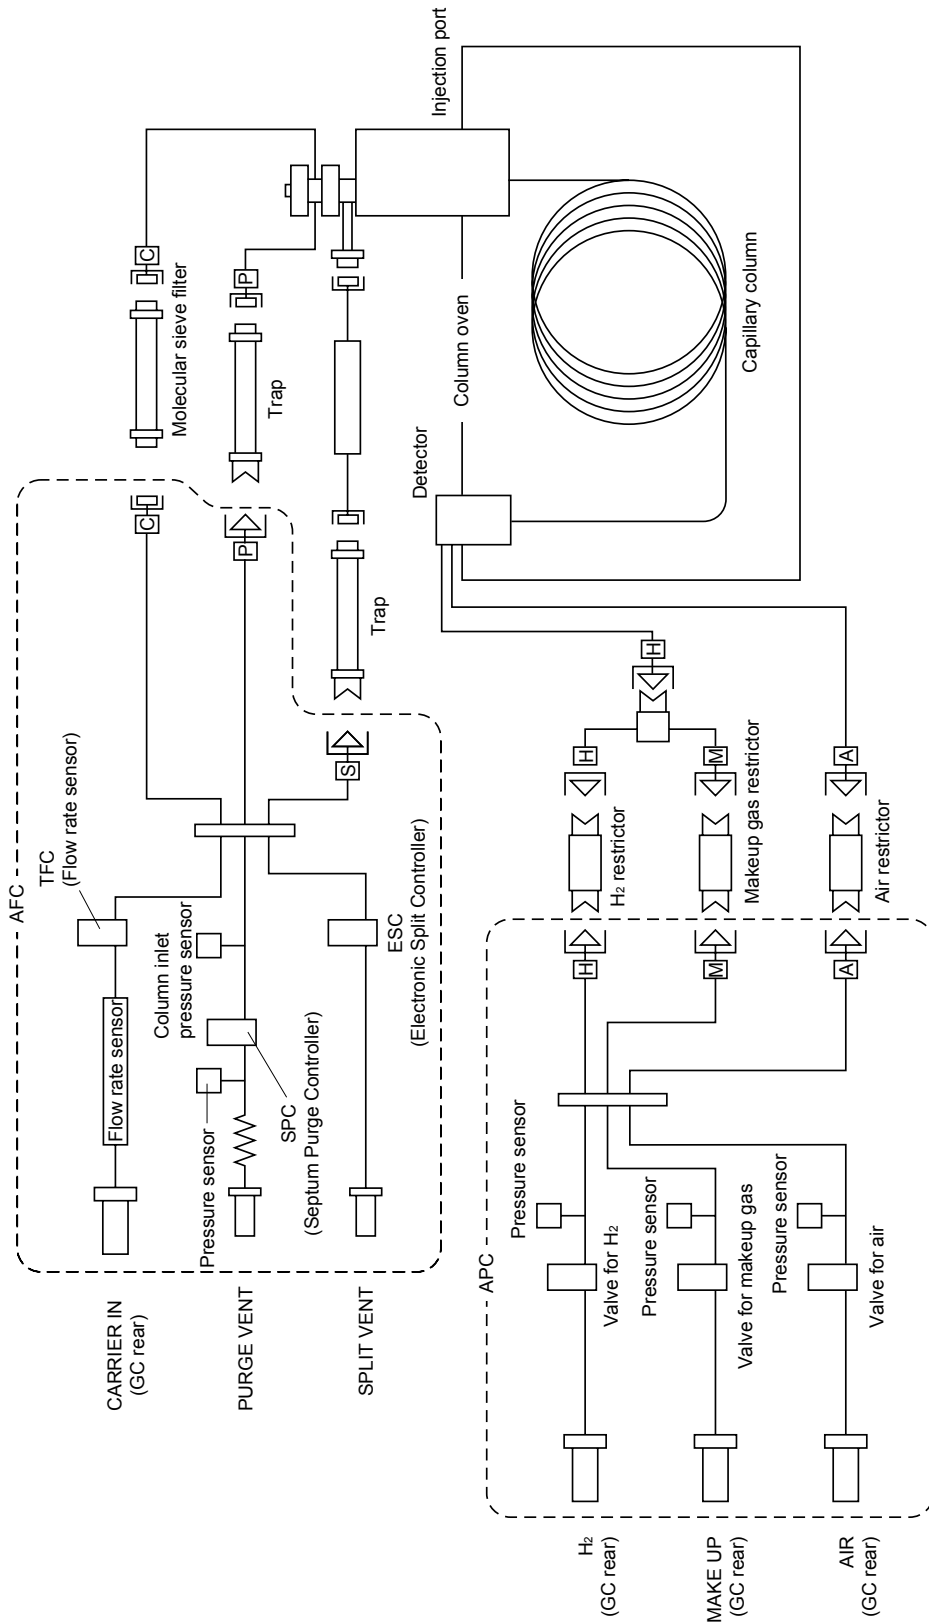 AFC
CARRIER IN
(GC rear)
Flow rate sensor
TFC
(Flow rate sensor)
C
C
Molecular sieve filter
PURGE VENT
Pressure sensor
Column inlet
pressure sensor
SPC
(Septum Purge Controller)
P
P
Trap
SPLIT VENT
ESC
(Electronic Split Controller)
S
Trap
Injection port
Column oven
Detector
Capillary column
APC
H2
(GC rear)
Pressure sensor
Valve for H2
H
H2 restrictor
H
H
MAKE UP
(GC rear)
Pressure sensor
Valve for makeup gas
M
Makeup gas restrictor
M
AIR
(GC rear)
Pressure sensor
Valve for air
A
Air restrictor
A